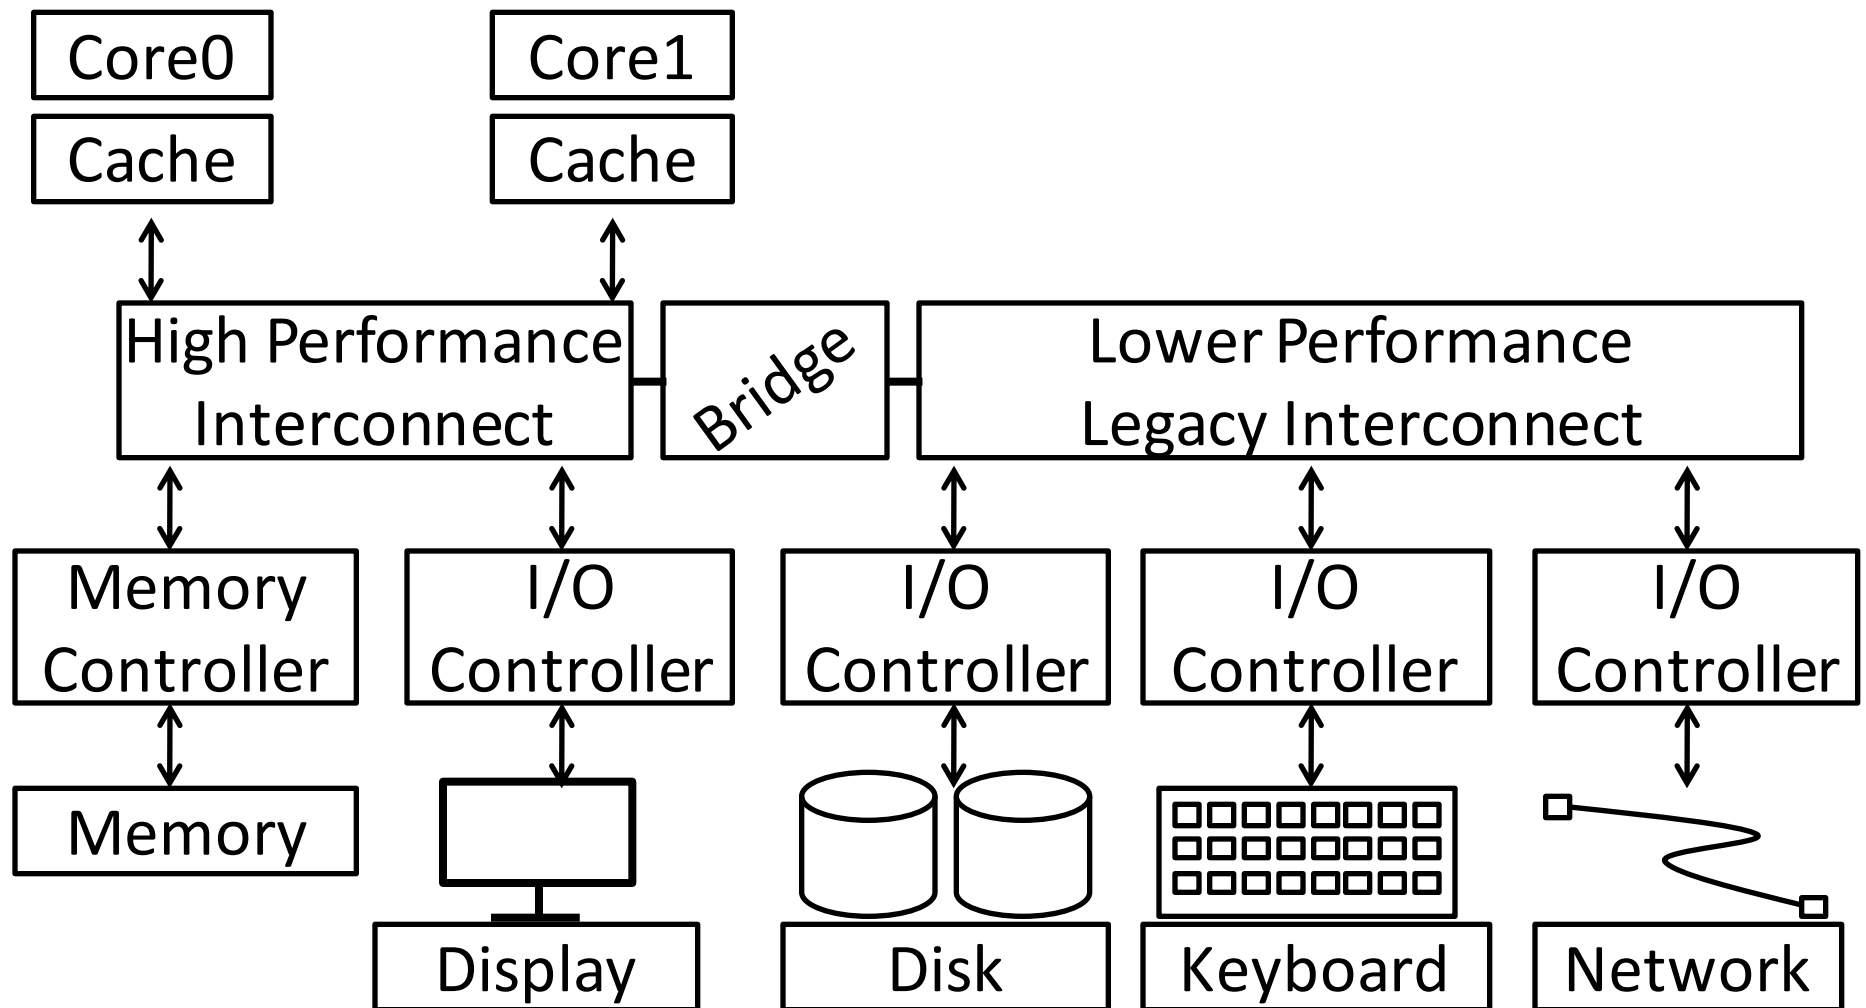 Core0
Core1
Cache
Cache
High Performance
Interconnect
Bridge
Lower Performance
Legacy Interconnect
Memory
Controller
I/O
Controller
I/O
Controller
I/O
Controller
I/O
Controller
Memory
Display
Disk
Keyboard
Network